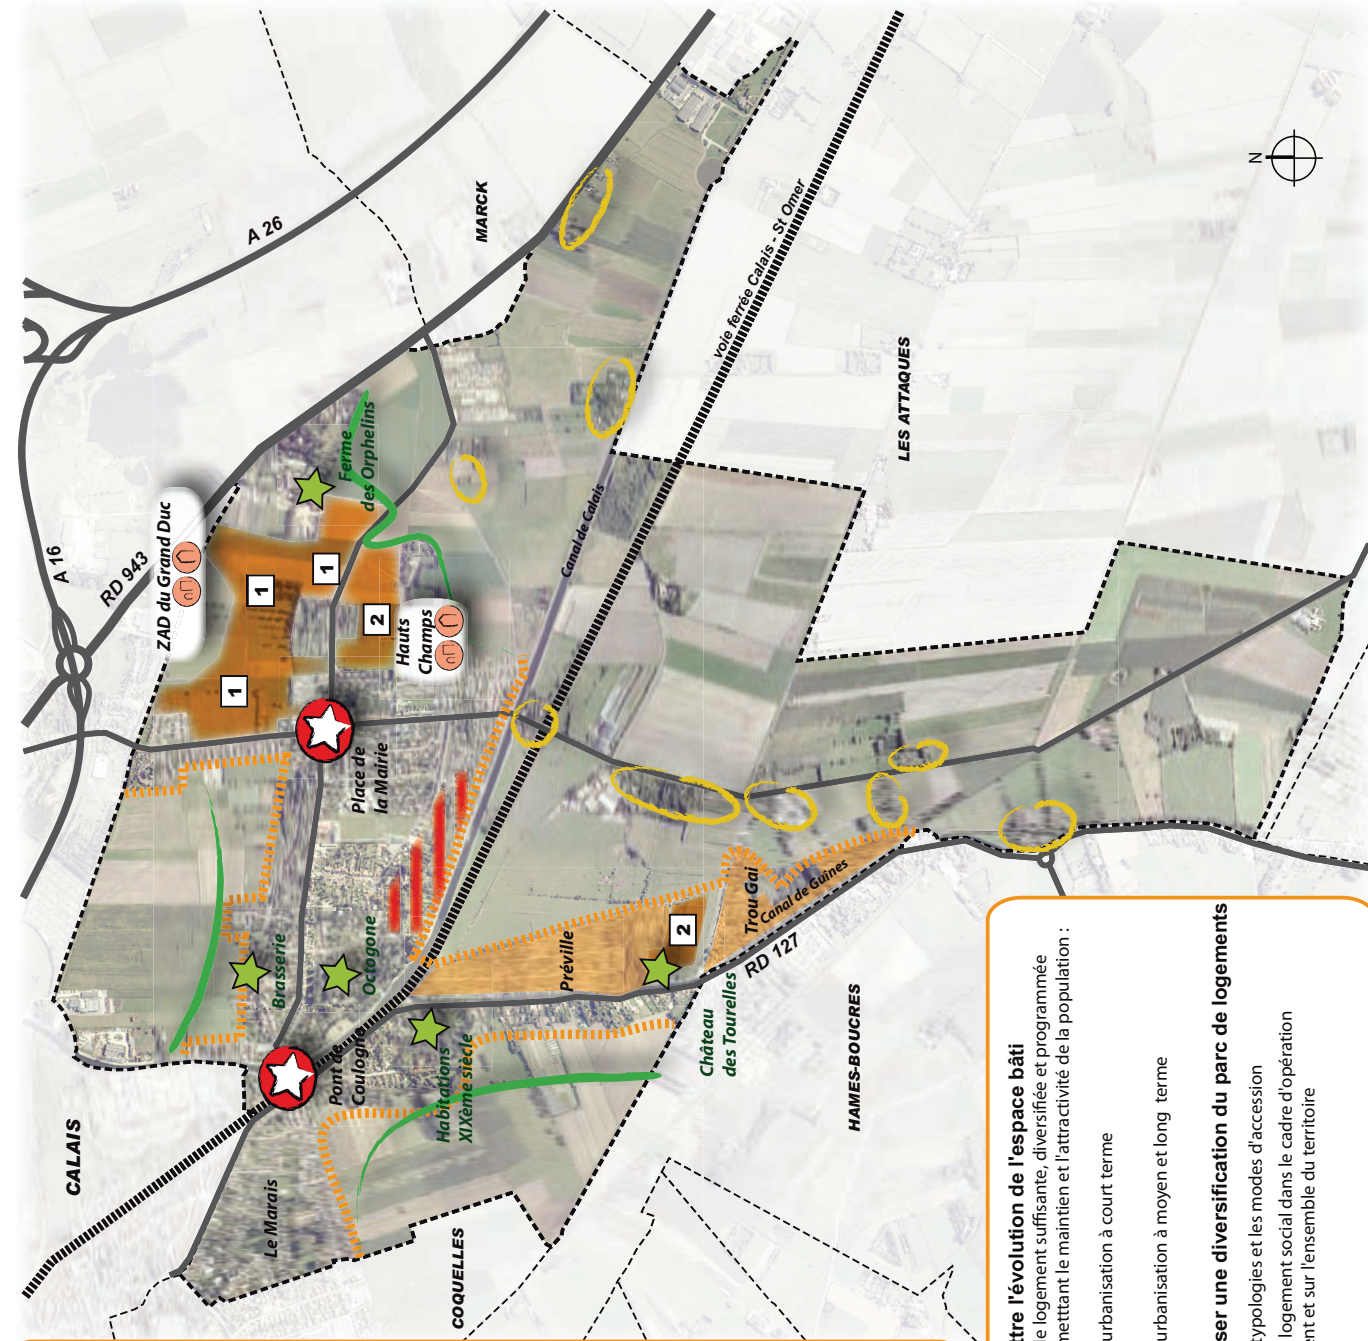 A 16
RD 943
A 26
MARCK
ZAD du Grand Duc
Ferme
des Orphelins
1
1
1
2
Hauts
Champs
Place de
la Mairie
Canal de Calais
voie ferrée Calais - St Omer
LES ATTAQUES
N
Brasserie
Octogone
Pont de
Coulogne
Habitations
XIXème siècle
CALAIS
Le Marais
COQUELLES
Préville
2
Trou Gai
Canal de Guînes
RD 127
Château
des Tourelles
HAMES-BOUCRES
ttre l'évolution de l'espace bâti
le logement suffisante, diversifiée et programmée
mettant le maintien et l'attractivité de la population :
urbanisation à court terme
urbanisation à moyen et long terme
ser une diversification du parc de logements
typologies et les modes d'accession
logement social dans le cadre d'opération
ent et sur l'ensemble du territoire